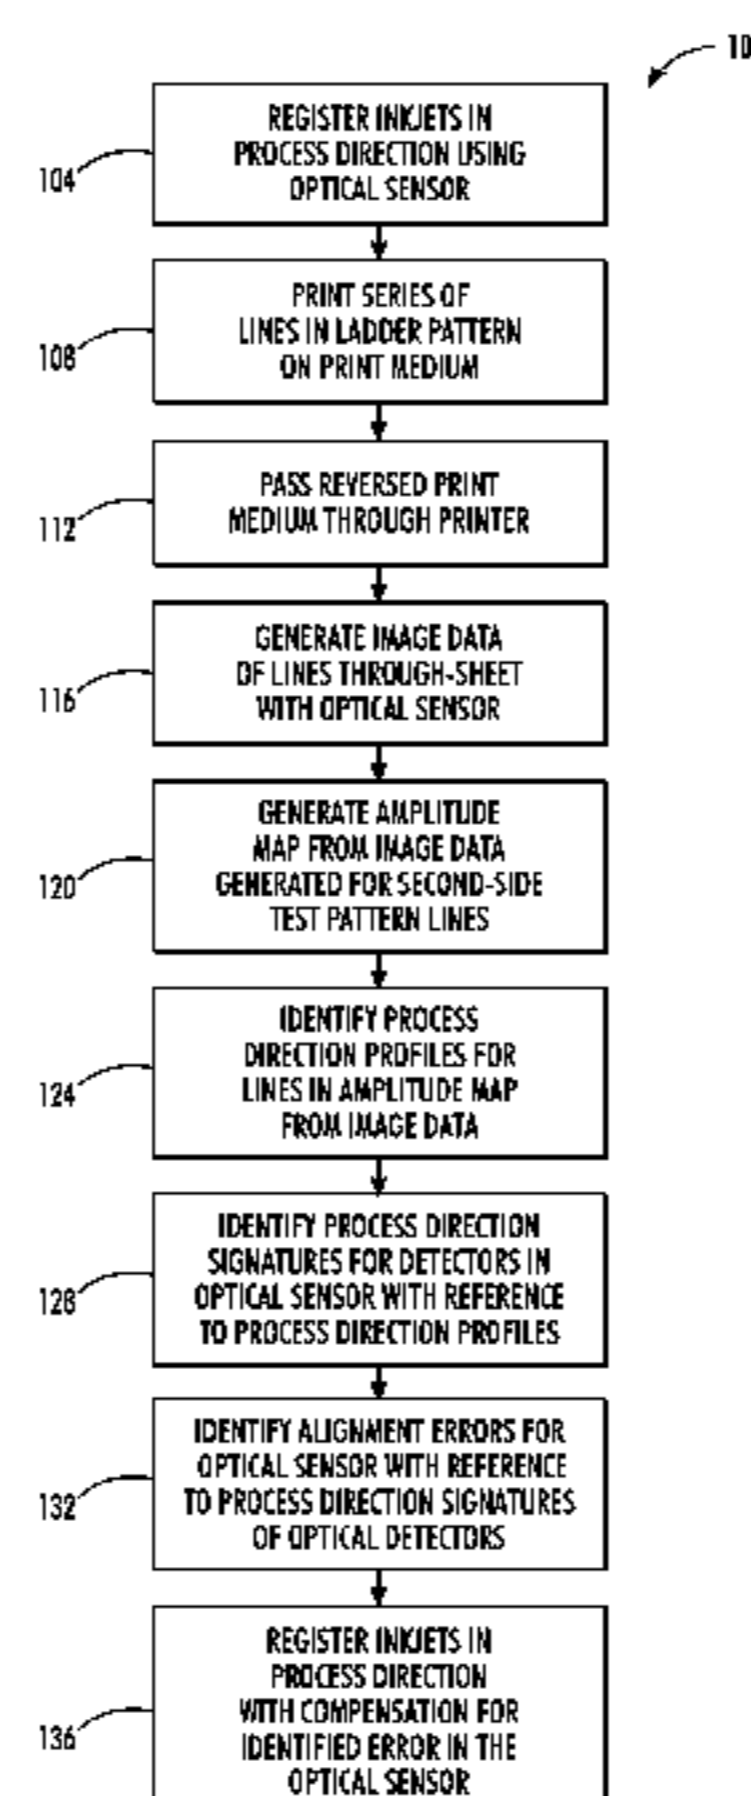 10
REGISTER INKJETS IN
PROCESS DIRECTION USING
OPTICAL SENSOR
104
PRINT SERIES OF
LINES IN LADDER PATTERN
ON PRINT MEDIUM
108
PASS REVERSED PRINT
MEDIUM THROUGH PRINTER
112
GENERATE IMAGE DATA
OF LINES THROUGH-SHEET
WITH OPTICAL SENSOR
116
GENERATE AMPLITUDE
MAP FROM IMAGE DATA
GENERATED FOR SECOND-SIDE
TEST PATTERN LINES
120
IDENTIFY PROCESS
DIRECTION PROFILES FOR
LINES IN AMPLITUDE MAP
FROM IMAGE DATA
124
IDENTIFY PROCESS DIRECTION
SIGNATURES FOR DETECTORS IN
OPTICAL SENSOR WITH REFERENCE
TO PROCESS DIRECTION PROFILES
128
IDENTIFY ALIGNMENT ERRORS FOR
OPTICAL SENSOR WITH REFERENCE
TO PROCESS DIRECTION SIGNATURES
OF OPTICAL DETECTORS
132
REGISTER INKJETS IN
PROCESS DIRECTION
WITH COMPENSATION FOR
IDENTIFIED ERROR IN THE
OPTICAL SENSOR
136